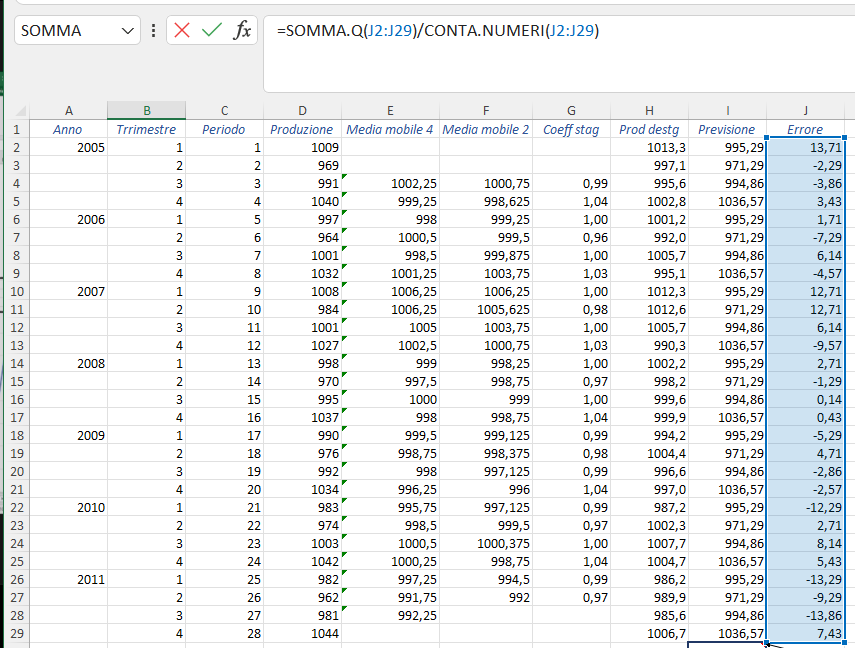 SOMMA fx =SOMMA.Q(J2:J29)/CONTA.NUMERI(J2:J29)
A B C D E F G H I J
1 Anno Trrimestre Periodo Produzione Media mobile 4 Media mobile 2 Coeff stag Prod destg Previsione Errore
2 2005 1 1 1009 1013,3 995,29 13,71
3 2 2 969 997,1 971,29 -2,29
4 3 3 991 1002,25 1000,75 0,99 995,6 994,86 -3,86
5 4 4 1040 999,25 998,625 1,04 1002,8 1036,57 3,43
6 2006 1 5 997 998 999,25 1,00 1001,2 995,29 1,71
7 2 6 964 1000,5 999,5 0,96 992,0 971,29 -7,29
8 3 7 1001 998,5 999,875 1,00 1005,7 994,86 6,14
9 4 8 1032 1001,25 1003,75 1,03 995,1 1036,57 -4,57
10 2007 1 9 1008 1006,25 1006,25 1,00 1012,3 995,29 12,71
11 2 10 984 1006,25 1005,625 0,98 1012,6 971,29 12,71
12 3 11 1001 1005 1003,75 1,00 1005,7 994,86 6,14
13 4 12 1027 1002,5 1000,75 1,03 990,3 1036,57 -9,57
14 2008 1 13 998 999 998,25 1,00 1002,2 995,29 2,71
15 2 14 970 997,5 998,75 0,97 998,2 971,29 -1,29
16 3 15 995 1000 999 1,00 999,6 994,86 0,14
17 4 16 1037 998 998,75 1,04 999,9 1036,57 0,43
18 2009 1 17 990 999,5 999,125 0,99 994,2 995,29 -5,29
19 2 18 976 998,75 998,375 0,98 1004,4 971,29 4,71
20 3 19 992 998 997,125 0,99 996,6 994,86 -2,86
21 4 20 1034 996,25 996 1,04 997,0 1036,57 -2,57
22 2010 1 21 983 995,75 997,125 0,99 987,2 995,29 -12,29
23 2 22 974 998,5 999,5 0,97 1002,3 971,29 2,71
24 3 23 1003 1000,5 1000,375 1,00 1007,7 994,86 8,14
25 4 24 1042 1000,25 998,75 1,04 1004,7 1036,57 5,43
26 2011 1 25 982 997,25 994,5 0,99 986,2 995,29 -13,29
27 2 26 962 991,75 992 0,97 989,9 971,29 -9,29
28 3 27 981 992,25 985,6 994,86 -13,86
29 4 28 1044 1006,7 1036,57 7,43